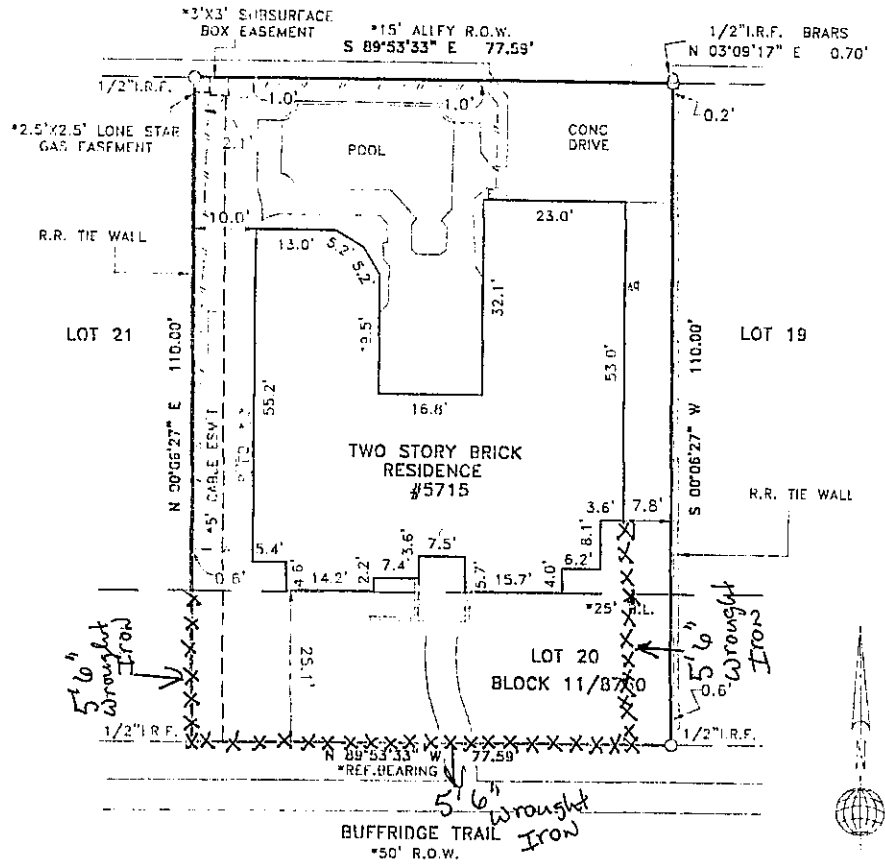 *3'X3' SUBSURFACE
BOX EASEMENT
*15' ALLEY R.O.W.
S 89°53'33" E 77.59'
1/2"I.R.F. BRARS
N 03°09'17" E 0.70'
1/2"I.R.F.
1.0'
1.0'
0.2'
*2.5'X2.5' LONE STAR
GAS EASEMENT
2.1'
POOL
CONC
DRIVE
10.0'
13.0'
5.2'
5.2'
23.0'
R.R. TIE WALL
LOT 21
N 00°06'27" E 110.00'
*5' CABLE ESM'T
55.2'
9.5'
32.1'
53.0'
16.8'
LOT 19
S 00°06'27" W 110.00'
TWO STORY BRICK
RESIDENCE
#5715
R.R. TIE WALL
3.6'
7.8'
8.1'
6.2'
5.4'
4.6'
0.6'
14.2'
2.2'
7.4'
3.6'
7.5'
5.7'
15.7'
4.0'
*25' B.L.
25.1'
5'6"
Wrought
Iron
LOT 20
BLOCK 11/8760
5'6"
Wrought
Iron
0.6'
1/2"I.R.F.
1/2"I.R.F.
N 89°53'33" W 77.59'
*REF.BEARING
5'6" Wrought
Iron
BUFFRIDGE TRAIL
*50' R.O.W.